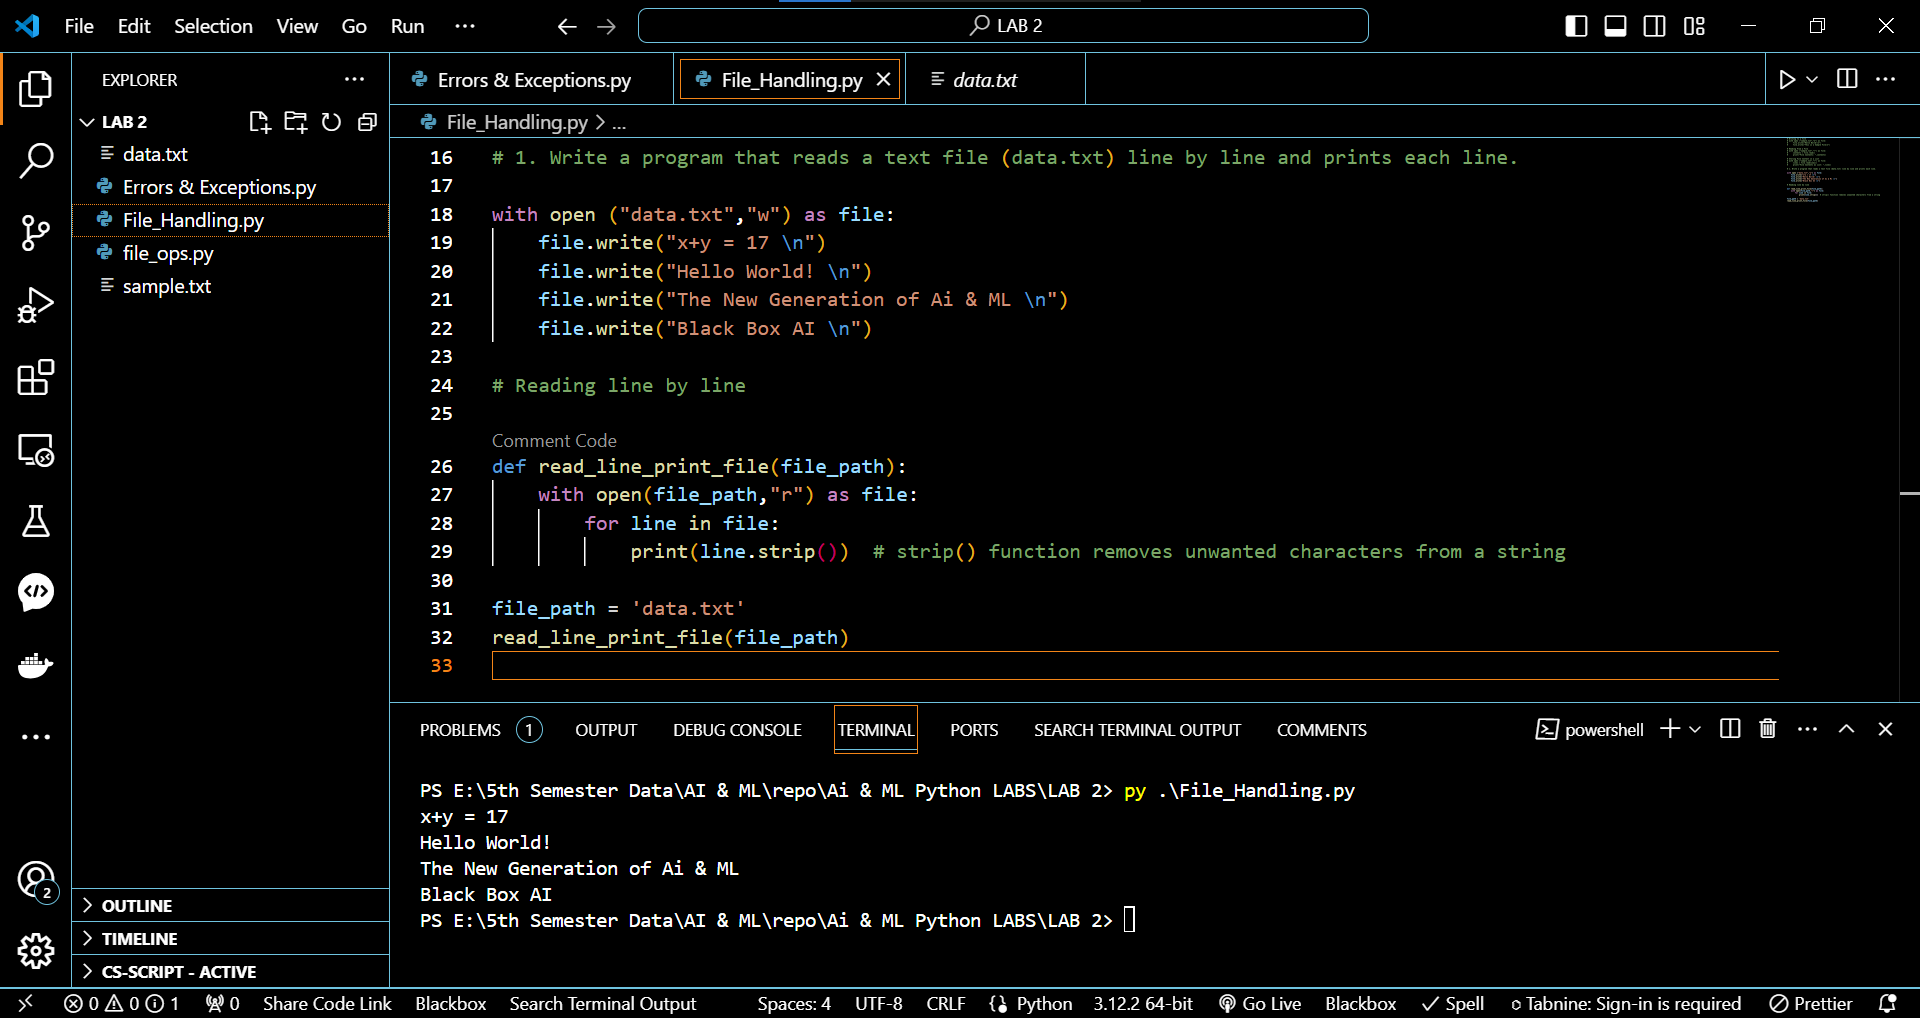 File Edit Selection View Go Run ··· LAB 2
EXPLORER ···
LAB 2
data.txt
Errors & Exceptions.py
File_Handling.py
file_ops.py
sample.txt
OUTLINE
TIMELINE
CS-SCRIPT - ACTIVE
2
Errors & Exceptions.py File_Handling.py data.txt
File_Handling.py > ...
16 # 1. Write a program that reads a text file (data.txt) line by line and prints each line.
17
18 with open ("data.txt","w") as file:
19 file.write("x+y = 17 \n")
20 file.write("Hello World! \n")
21 file.write("The New Generation of Ai & ML \n")
22 file.write("Black Box AI \n")
23
24 # Reading line by line
25
Comment Code
26 def read_line_print_file(file_path):
27 with open(file_path,"r") as file:
28 for line in file:
29 print(line.strip()) # strip() function removes unwanted characters from a string
30
31 file_path = 'data.txt'
32 read_line_print_file(file_path)
33
PROBLEMS 1 OUTPUT DEBUG CONSOLE TERMINAL PORTS SEARCH TERMINAL OUTPUT COMMENTS powershell
PS E:\5th Semester Data\AI & ML\repo\Ai & ML Python LABS\LAB 2> py .\File_Handling.py
x+y = 17
Hello World!
The New Generation of Ai & ML
Black Box AI
PS E:\5th Semester Data\AI & ML\repo\Ai & ML Python LABS\LAB 2>
0 0 1 0 Share Code Link Blackbox Search Terminal Output Spaces: 4 UTF-8 CRLF Python 3.12.2 64-bit Go Live Blackbox Spell Tabnine: Sign-in is required Prettier